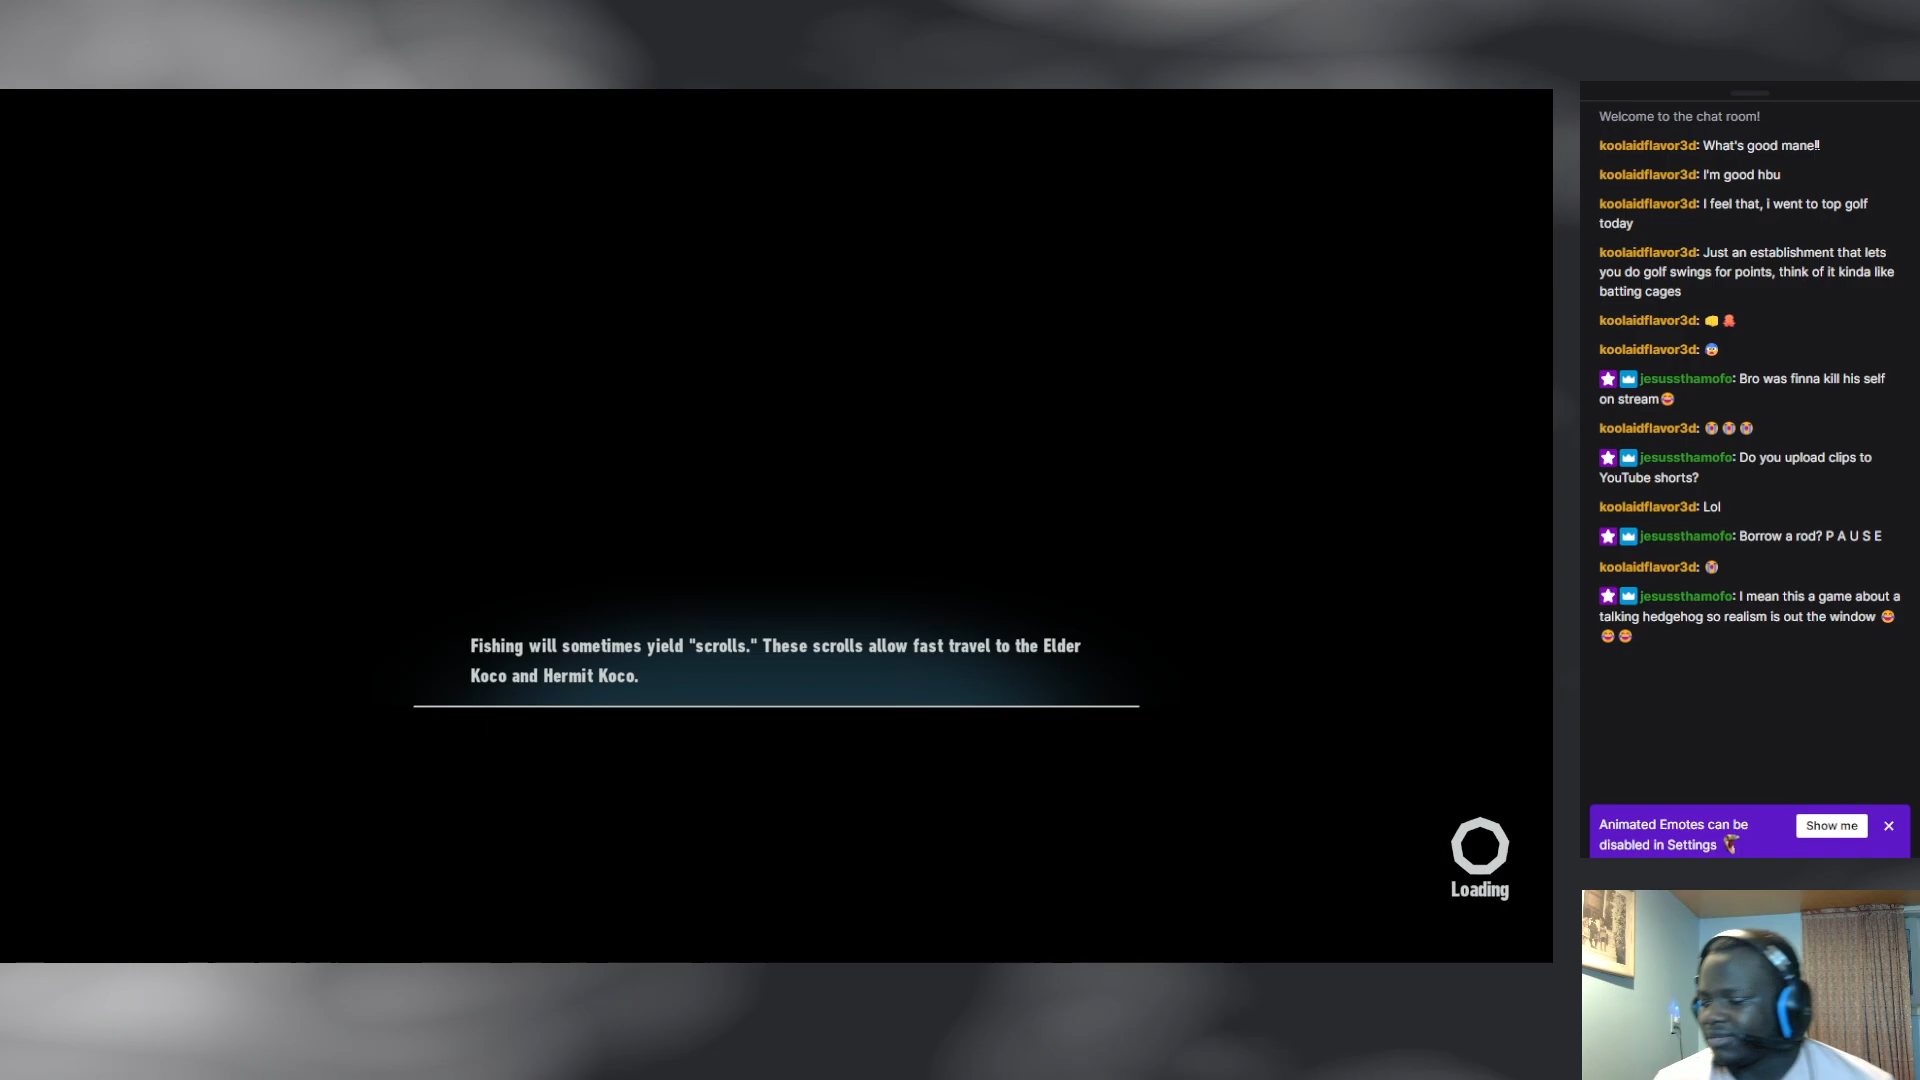 Welcome to the chat room!
koolaidflavor3d: What's good mane!!
koolaidflavor3d: I'm good hbu
koolaidflavor3d: I feel that, i went to top golf
today
koolaidflavor3d: Just an establishment that lets
you do golf swings for points, think of it kinda like
batting cages
koolaidflavor3d: 👊🐙
koolaidflavor3d: 😨
jesussthamofo: Bro was finna kill his self
on stream😂
koolaidflavor3d: 😭😭😭
jesussthamofo: Do you upload clips to
YouTube shorts?
koolaidflavor3d: Lol
jesussthamofo: Borrow a rod? P A U S E
koolaidflavor3d: 😭
jesussthamofo: I mean this a game about a
talking hedgehog so realism is out the window 😂
😂😂
Animated Emotes can be
disabled in Settings
Show me
Fishing will sometimes yield "scrolls." These scrolls allow fast travel to the Elder
Koco and Hermit Koco.
Loading